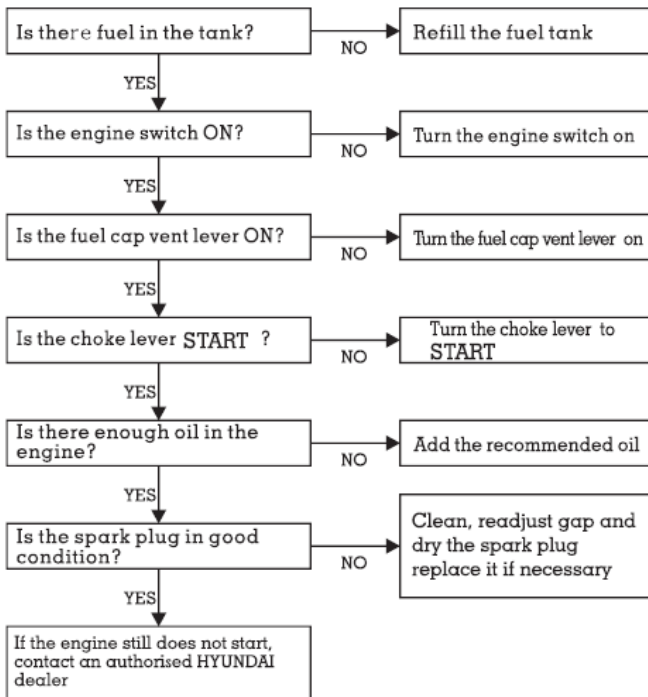 Is there fuel in the tank?
NO
Refill the fuel tank
YES
Is the engine switch ON?
NO
Turn the engine switch on
YES
Is the fuel cap vent lever ON?
NO
Turn the fuel cap vent lever on
YES
Is the choke lever START ?
NO
Turn the choke lever to
START
YES
Is there enough oil in the
engine?
NO
Add the recommended oil
YES
Is the spark plug in good
condition?
NO
Clean, readjust gap and
dry the spark plug
replace it if necessary
YES
If the engine still does not start,
contact an authorised HYUNDAI
dealer